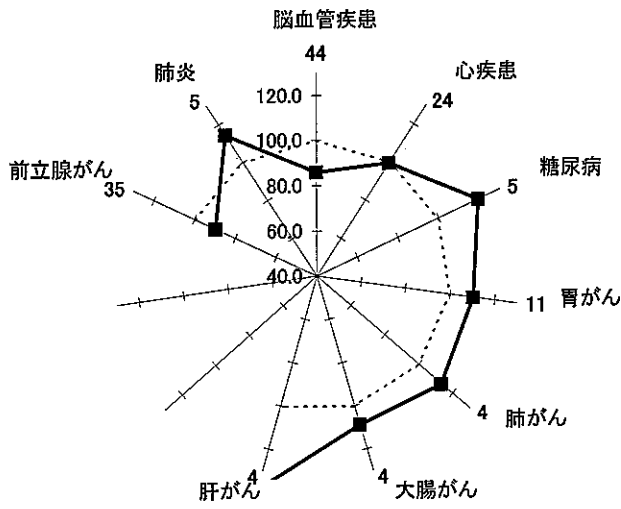 脳血管疾患
44
心疾患
24
糖尿病
5
胃がん
11
肺がん
4
大腸がん
4
肝がん
4
前立腺がん
35
肺炎
5
120.0
100.0
80.0
60.0
40.0